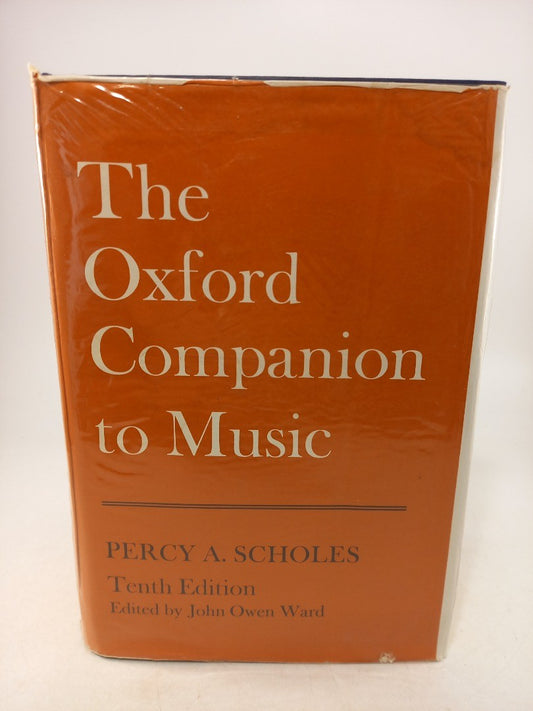 The
Oxford
Companion
to Music
PERCY A. SCHOLES
Tenth Edition
Edited by John Owen Ward